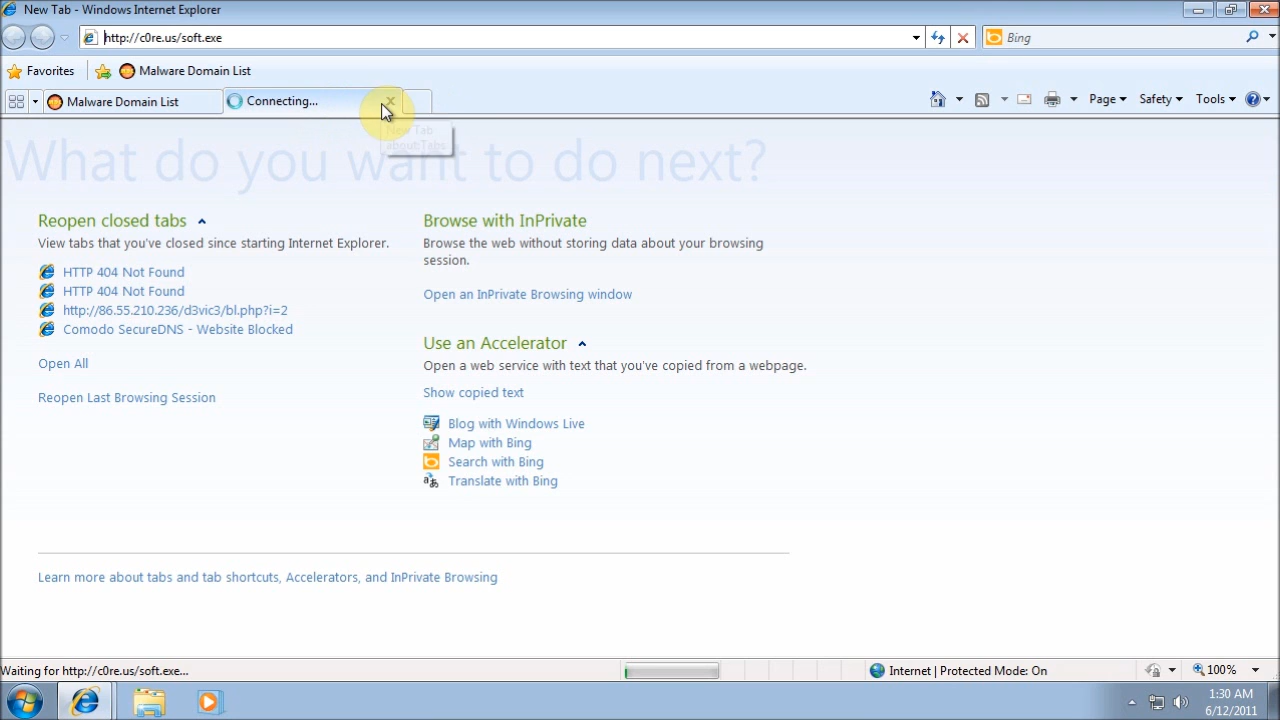 New Tab - Windows Internet Explorer
http://c0re.us/soft.exe
Bing
Favorites
Malware Domain List
Malware Domain List
Connecting...
Page
Safety
Tools
New Tab
about:Tabs
What do you want to do next?
Reopen closed tabs
View tabs that you've closed since starting Internet Explorer.
HTTP 404 Not Found
HTTP 404 Not Found
http://86.55.210.236/d3vic3/bl.php?i=2
Comodo SecureDNS - Website Blocked
Open All
Reopen Last Browsing Session
Browse with InPrivate
Browse the web without storing data about your browsing
session.
Open an InPrivate Browsing window
Use an Accelerator
Open a web service with text that you've copied from a webpage.
Show copied text
Blog with Windows Live
Map with Bing
Search with Bing
Translate with Bing
Learn more about tabs and tab shortcuts, Accelerators, and InPrivate Browsing
Waiting for http://c0re.us/soft.exe...
Internet | Protected Mode: On
100%
1:30 AM
6/12/2011